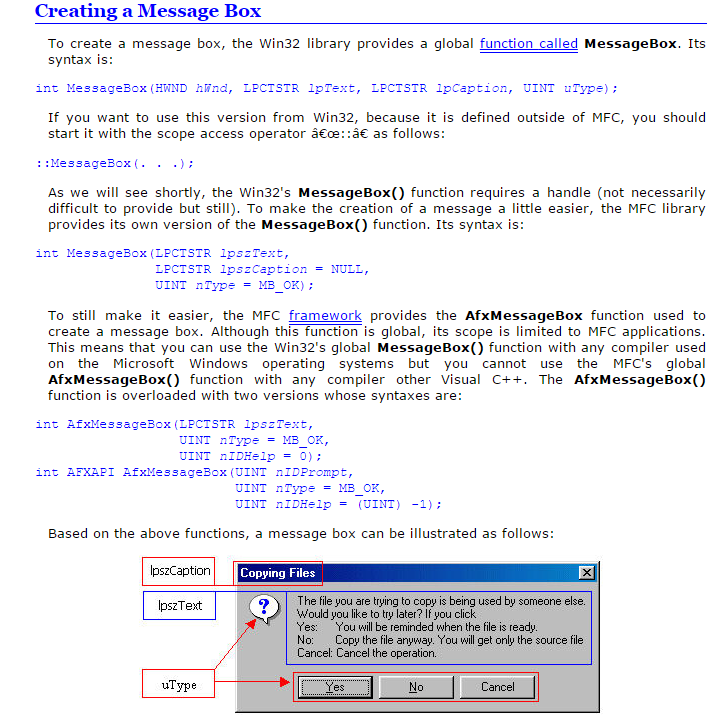 Creating a Message Box
To create a message box, the Win32 library provides a global function called MessageBox. Its
syntax is:
int MessageBox(HWND hWnd, LPCTSTR lpText, LPCTSTR lpCaption, UINT uType);
If you want to use this version from Win32, because it is defined outside of MFC, you should
start it with the scope access operator â€œ::â€ as follows:
::MessageBox(. . .);
As we will see shortly, the Win32's MessageBox() function requires a handle (not necessarily
difficult to provide but still). To make the creation of a message a little easier, the MFC library
provides its own version of the MessageBox() function. Its syntax is:
int MessageBox(LPCTSTR lpszText,
LPCTSTR lpszCaption = NULL,
UINT nType = MB_OK);
To still make it easier, the MFC framework provides the AfxMessageBox function used to
create a message box. Although this function is global, its scope is limited to MFC applications.
This means that you can use the Win32's global MessageBox() function with any compiler used
on the Microsoft Windows operating systems but you cannot use the MFC's global
AfxMessageBox() function with any compiler other Visual C++. The AfxMessageBox()
function is overloaded with two versions whose syntaxes are:
int AfxMessageBox(LPCTSTR lpszText,
UINT nType = MB_OK,
UINT nIDHelp = 0);
int AFXAPI AfxMessageBox(UINT nIDPrompt,
UINT nType = MB_OK,
UINT nIDHelp = (UINT) -1);
Based on the above functions, a message box can be illustrated as follows:
lpszCaption
Copying Files
lpszText
The file you are trying to copy is being used by someone else.
Would you like to try later? If you click
Yes: You will be reminded when the file is ready.
No: Copy the file anyway. You will get only the source file
Cancel: Cancel the operation.
uType
Yes No Cancel